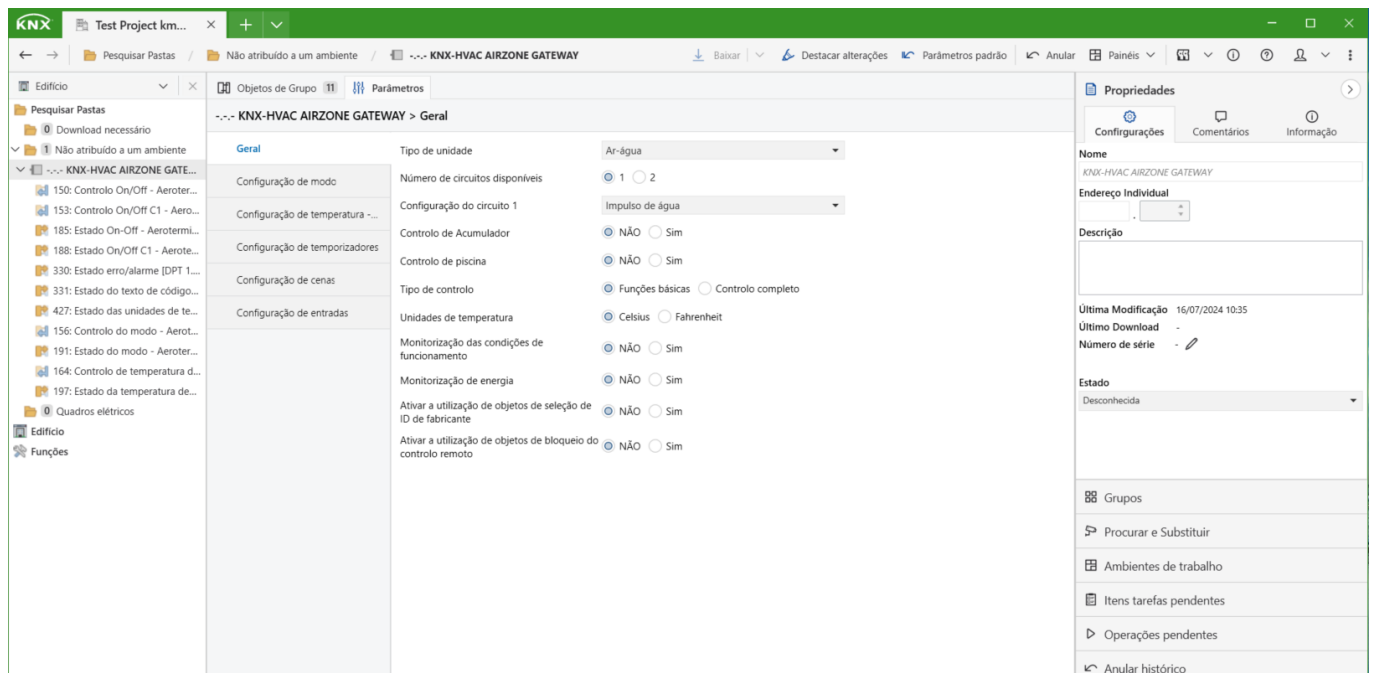 KNX Test Project km... × +
Pesquisar Pastas / Não atribuído a um ambiente / -.-.- KNX-HVAC AIRZONE GATEWAY Baixar Destacar alterações Parâmetros padrão Anular Painéis
Edifício
Pesquisar Pastas
0 Download necessário
1 Não atribuído a um ambiente
-.-.- KNX-HVAC AIRZONE GATE...
150: Controlo On/Off - Aeroter...
153: Controlo On/Off C1 - Aero...
185: Estado On-Off - Aerotermi...
188: Estado On/Off C1 - Aerote...
330: Estado erro/alarme [DPT 1....
331: Estado do texto de código...
427: Estado das unidades de te...
156: Controlo do modo - Aerot...
191: Estado do modo - Aeroter...
164: Controlo de temperatura d...
197: Estado da temperatura de...
0 Quadros elétricos
Edifício
Funções
Objetos de Grupo 11 Parâmetros
-.-.- KNX-HVAC AIRZONE GATEWAY > Geral
Geral
Configuração de modo
Configuração de temperatura -...
Configuração de temporizadores
Configuração de cenas
Configuração de entradas
Tipo de unidade Ar-água
Número de circuitos disponíveis 1 2
Configuração do circuito 1 Impulso de água
Controlo de Acumulador NÃO Sim
Controlo de piscina NÃO Sim
Tipo de controlo Funções básicas Controlo completo
Unidades de temperatura Celsius Fahrenheit
Monitorização das condições de
funcionamento NÃO Sim
Monitorização de energia NÃO Sim
Ativar a utilização de objetos de seleção de
ID de fabricante NÃO Sim
Ativar a utilização de objetos de bloqueio do
controlo remoto NÃO Sim
Propriedades
Configurações Comentários Informação
Nome
KNX-HVAC AIRZONE GATEWAY
Endereço Individual
.
Descrição
Última Modificação 16/07/2024 10:35
Último Download -
Número de série -
Estado
Desconhecida
Grupos
Procurar e Substituir
Ambientes de trabalho
Itens tarefas pendentes
Operações pendentes
Anular histórico